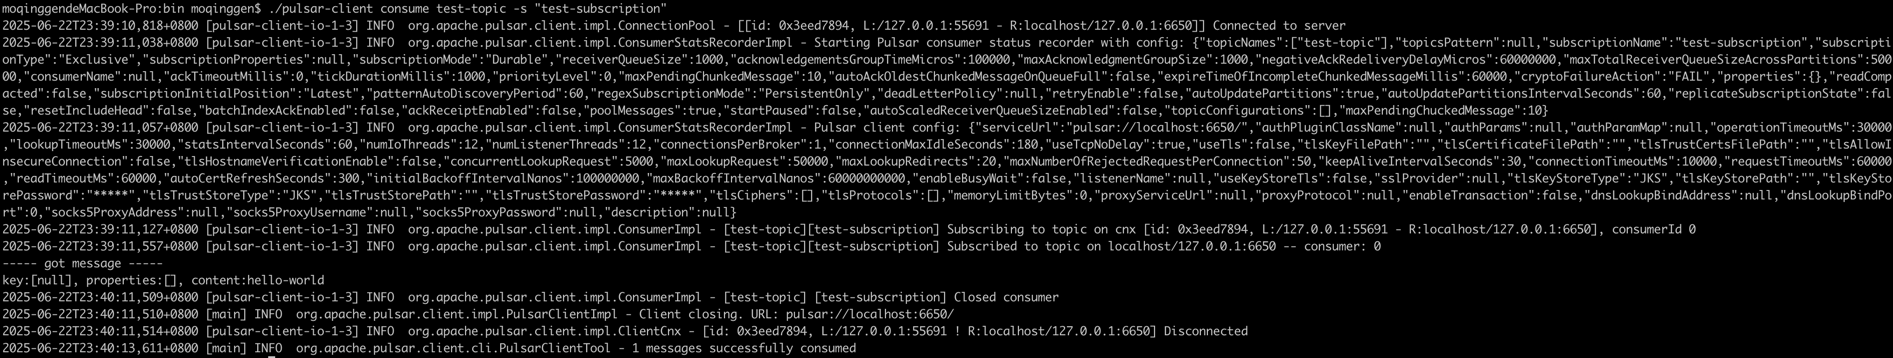 moqinggendeMacBook-Pro:bin moqinggen$ ./pulsar-client consume test-topic -s "test-subscription"
2025-06-22T23:39:10,818+0800 [pulsar-client-io-1-3] INFO  org.apache.pulsar.client.impl.ConnectionPool - [[id: 0x3eed7894, L:/127.0.0.1:55691 - R:localhost/127.0.0.1:6650]] Connected to server
2025-06-22T23:39:11,038+0800 [pulsar-client-io-1-3] INFO  org.apache.pulsar.client.impl.ConsumerStatsRecorderImpl - Starting Pulsar consumer status recorder with config: {"topicNames":["test-topic"],"topicsPattern":null,"subscriptionName":"test-subscription","subscripti
onType":"Exclusive","subscriptionProperties":null,"subscriptionMode":"Durable","receiverQueueSize":1000,"acknowledgementsGroupTimeMicros":100000,"maxAcknowledgmentGroupSize":1000,"negativeAckRedeliveryDelayMicros":60000000,"maxTotalReceiverQueueSizeAcrossPartitions":500
00,"consumerName":null,"ackTimeoutMillis":0,"tickDurationMillis":1000,"priorityLevel":0,"maxPendingChunkedMessage":10,"autoAckOldestChunkedMessageOnQueueFull":false,"expireTimeOfIncompleteChunkedMessageMillis":60000,"cryptoFailureAction":"FAIL","properties":{},"readComp
acted":false,"subscriptionInitialPosition":"Latest","patternAutoDiscoveryPeriod":60,"regexSubscriptionMode":"PersistentOnly","deadLetterPolicy":null,"retryEnable":false,"autoUpdatePartitions":true,"autoUpdatePartitionsIntervalSeconds":60,"replicateSubscriptionState":fal
se,"resetIncludeHead":false,"batchIndexAckEnabled":false,"ackReceiptEnabled":false,"poolMessages":true,"startPaused":false,"autoScaledReceiverQueueSizeEnabled":false,"topicConfigurations":[],"maxPendingChuckedMessage":10}
2025-06-22T23:39:11,057+0800 [pulsar-client-io-1-3] INFO  org.apache.pulsar.client.impl.ConsumerStatsRecorderImpl - Pulsar client config: {"serviceUrl":"pulsar://localhost:6650/","authPluginClassName":null,"authParams":null,"authParamMap":null,"operationTimeoutMs":30000
,"lookupTimeoutMs":30000,"statsIntervalSeconds":60,"numIoThreads":12,"numListenerThreads":12,"connectionsPerBroker":1,"connectionMaxIdleSeconds":180,"useTcpNoDelay":true,"useTls":false,"tlsKeyFilePath":"","tlsCertificateFilePath":"","tlsTrustCertsFilePath":"","tlsAllowI
nsecureConnection":false,"tlsHostnameVerificationEnable":false,"concurrentLookupRequest":5000,"maxLookupRequest":50000,"maxLookupRedirects":20,"maxNumberOfRejectedRequestPerConnection":50,"keepAliveIntervalSeconds":30,"connectionTimeoutMs":10000,"requestTimeoutMs":60000
,"readTimeoutMs":60000,"autoCertRefreshSeconds":300,"initialBackoffIntervalNanos":100000000,"maxBackoffIntervalNanos":60000000000,"enableBusyWait":false,"listenerName":null,"useKeyStoreTls":false,"sslProvider":null,"tlsKeyStoreType":"JKS","tlsKeyStorePath":"","tlsKeySto
rePassword":"*****","tlsTrustStoreType":"JKS","tlsTrustStorePath":"","tlsTrustStorePassword":"*****","tlsCiphers":[],"tlsProtocols":[],"memoryLimitBytes":0,"proxyServiceUrl":null,"proxyProtocol":null,"enableTransaction":false,"dnsLookupBindAddress":null,"dnsLookupBindPo
rt":0,"socks5ProxyAddress":null,"socks5ProxyUsername":null,"socks5ProxyPassword":null,"description":null}
2025-06-22T23:39:11,127+0800 [pulsar-client-io-1-3] INFO  org.apache.pulsar.client.impl.ConsumerImpl - [test-topic][test-subscription] Subscribing to topic on cnx [id: 0x3eed7894, L:/127.0.0.1:55691 - R:localhost/127.0.0.1:6650], consumerId 0
2025-06-22T23:39:11,557+0800 [pulsar-client-io-1-3] INFO  org.apache.pulsar.client.impl.ConsumerImpl - [test-topic][test-subscription] Subscribed to topic on localhost/127.0.0.1:6650 -- consumer: 0
----- got message -----
key:[null], properties:[], content:hello-world
2025-06-22T23:40:11,509+0800 [pulsar-client-io-1-3] INFO  org.apache.pulsar.client.impl.ConsumerImpl - [test-topic] [test-subscription] Closed consumer
2025-06-22T23:40:11,510+0800 [main] INFO  org.apache.pulsar.client.impl.PulsarClientImpl - Client closing. URL: pulsar://localhost:6650/
2025-06-22T23:40:11,514+0800 [pulsar-client-io-1-3] INFO  org.apache.pulsar.client.impl.ClientCnx - [id: 0x3eed7894, L:/127.0.0.1:55691 ! R:localhost/127.0.0.1:6650] Disconnected
2025-06-22T23:40:13,611+0800 [main] INFO  org.apache.pulsar.client.cli.PulsarClientTool - 1 messages successfully consumed